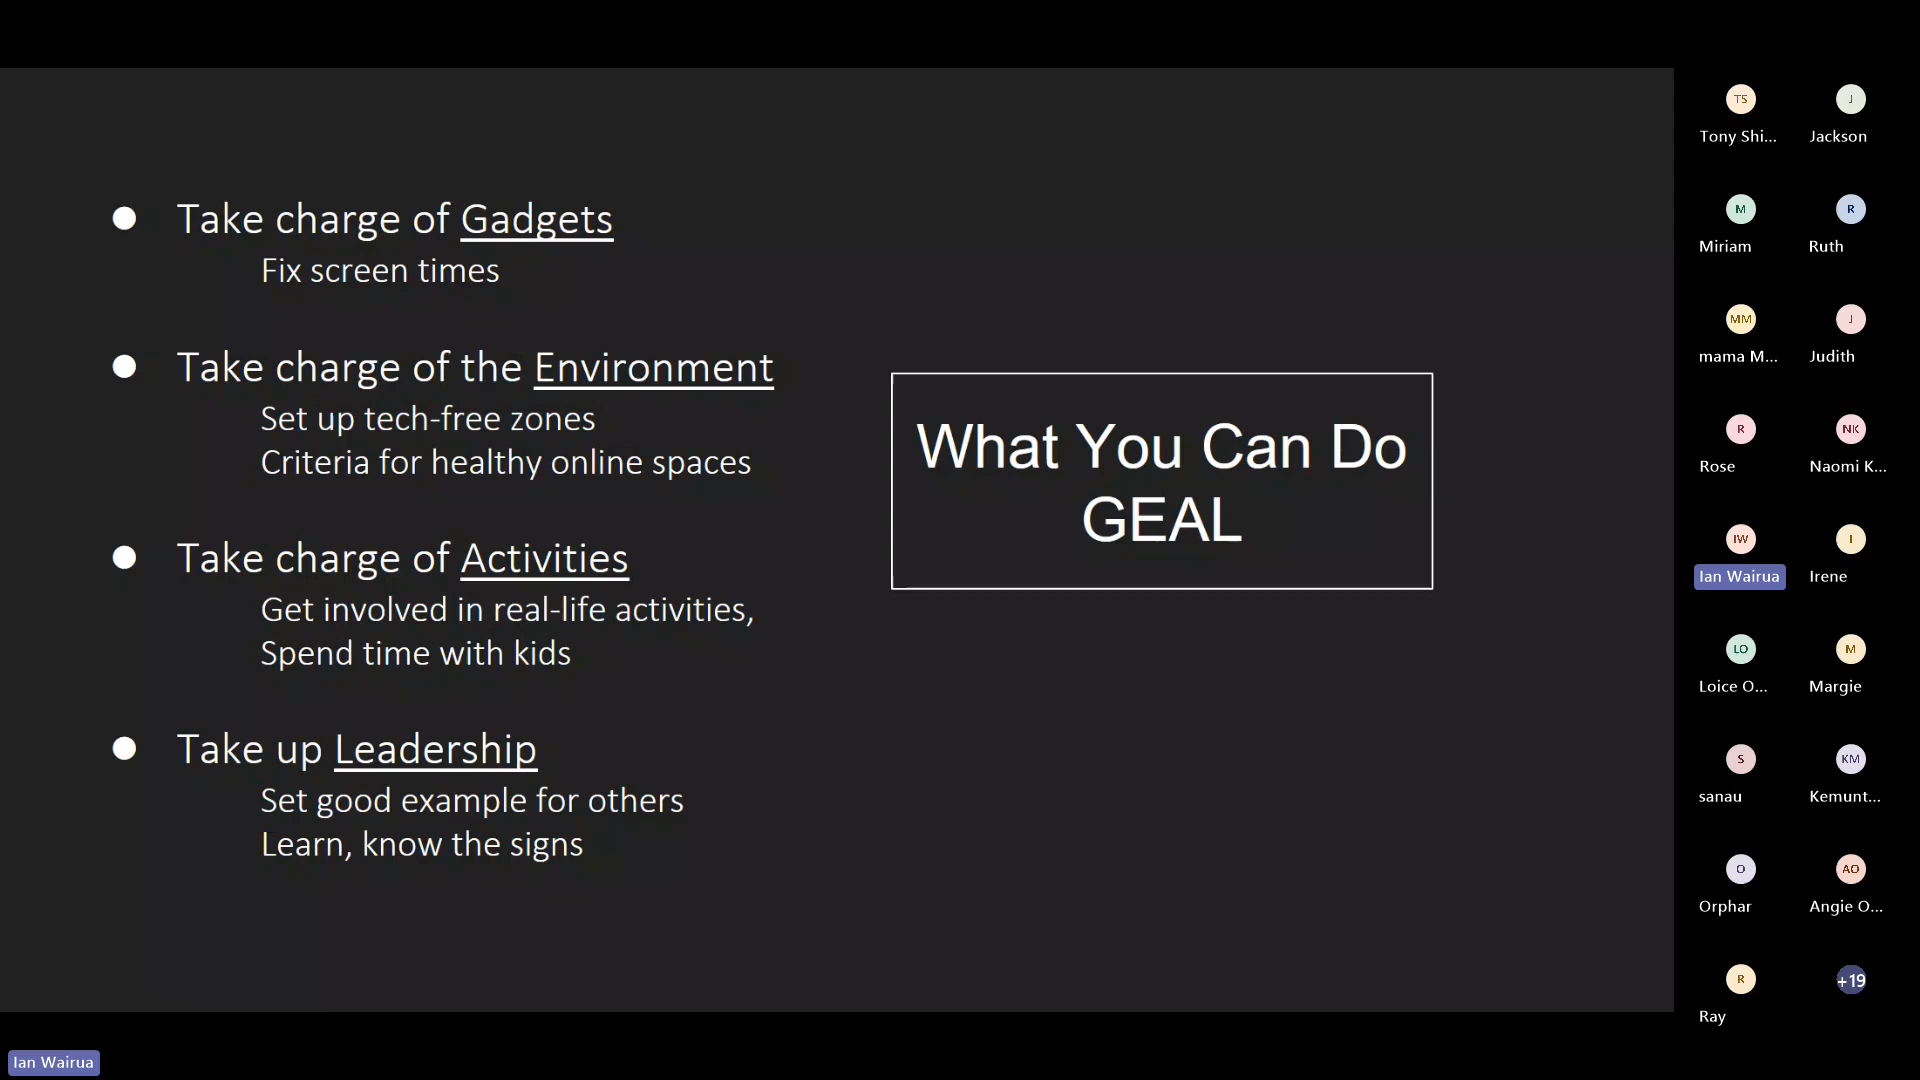 Take charge of Gadgets
Fix screen times
Take charge of the Environment
Set up tech-free zones
Criteria for healthy online spaces
Take charge of Activities
Get involved in real-life activities,
Spend time with kids
Take up Leadership
Set good example for others
Learn, know the signs
What You Can Do
GEAL
TS
Tony Shi...
J
Jackson
M
Miriam
R
Ruth
MM
mama M...
J
Judith
R
Rose
NK
Naomi K...
IW
Ian Wairua
I
Irene
LO
Loice O...
M
Margie
S
sanau
KM
Kemunt...
O
Orphar
AO
Angie O...
R
Ray
+19
Ian Wairua